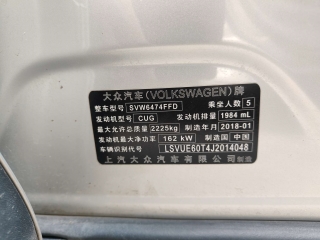 大众汽车(VOLKSWAGEN)牌
整车型号 SVW6474FFD 乘坐人数 5
发动机型号 CUG 发动机排量 1984 mL
最大允许总质量 2225kg 制造年月 2018-01
发动机最大净功率 162 kW 制造国 中国
车辆识别代号 LSVUE60T4J2014048
上汽大众汽车有限公司制造